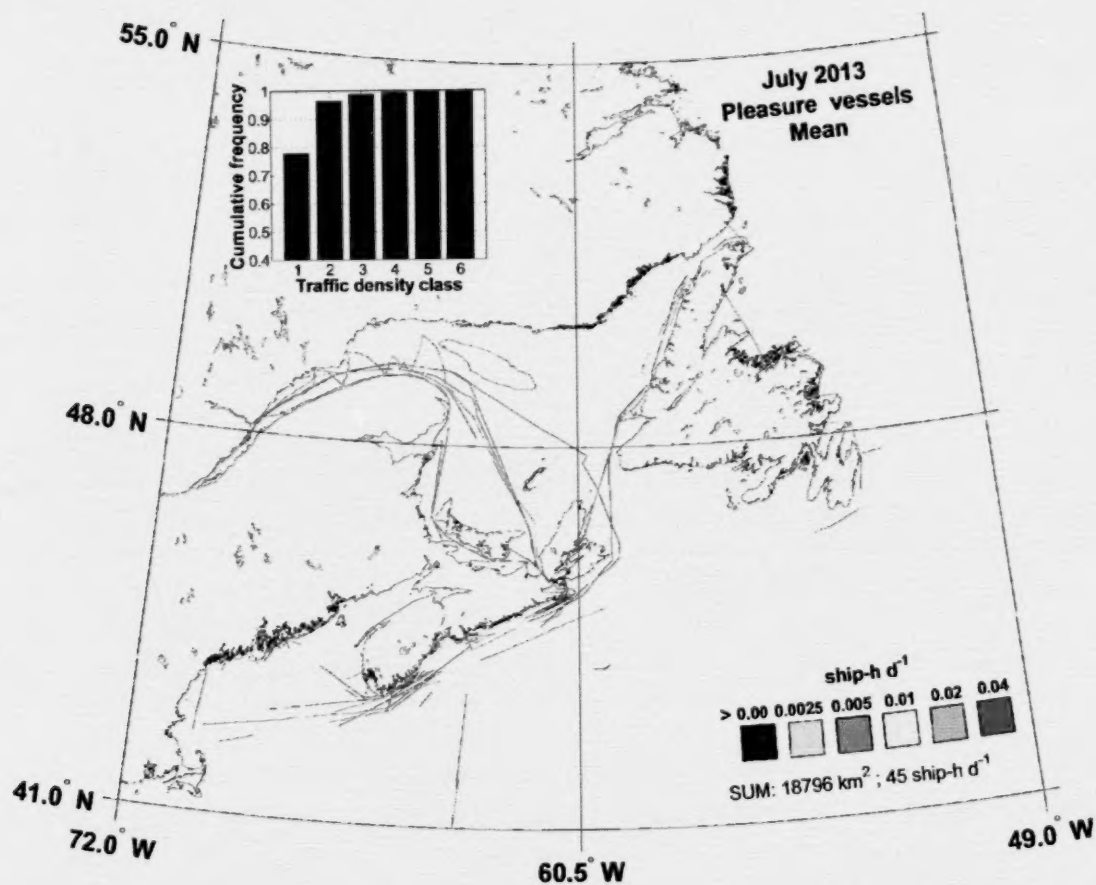 55.0° N
July 2013
Pleasure vessels
Mean
Cumulative frequency
1
0.9
0.8
0.7
0.6
0.5
0.4
1 2 3 4 5 6
Traffic density class
48.0° N
ship-h d⁻¹
> 0.00 0.0025 0.005 0.01 0.02 0.04
SUM: 18796 km² ; 45 ship-h d⁻¹
41.0° N
72.0° W
60.5° W
49.0° W